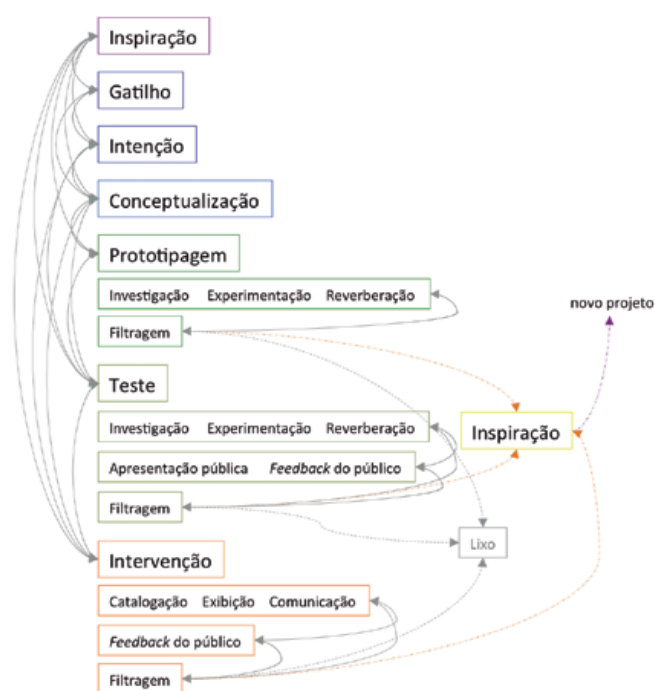 Inspiração
Gatilho
Intenção
Conceptualização
Prototipagem
Investigação Experimentação Reverberação
novo projeto
Filtragem
Teste
Investigação Experimentação Reverberação
Inspiração
Apresentação pública Feedback do público
Filtragem
Lixo
Intervenção
Catalogação Exibição Comunicação
Feedback do público
Filtragem